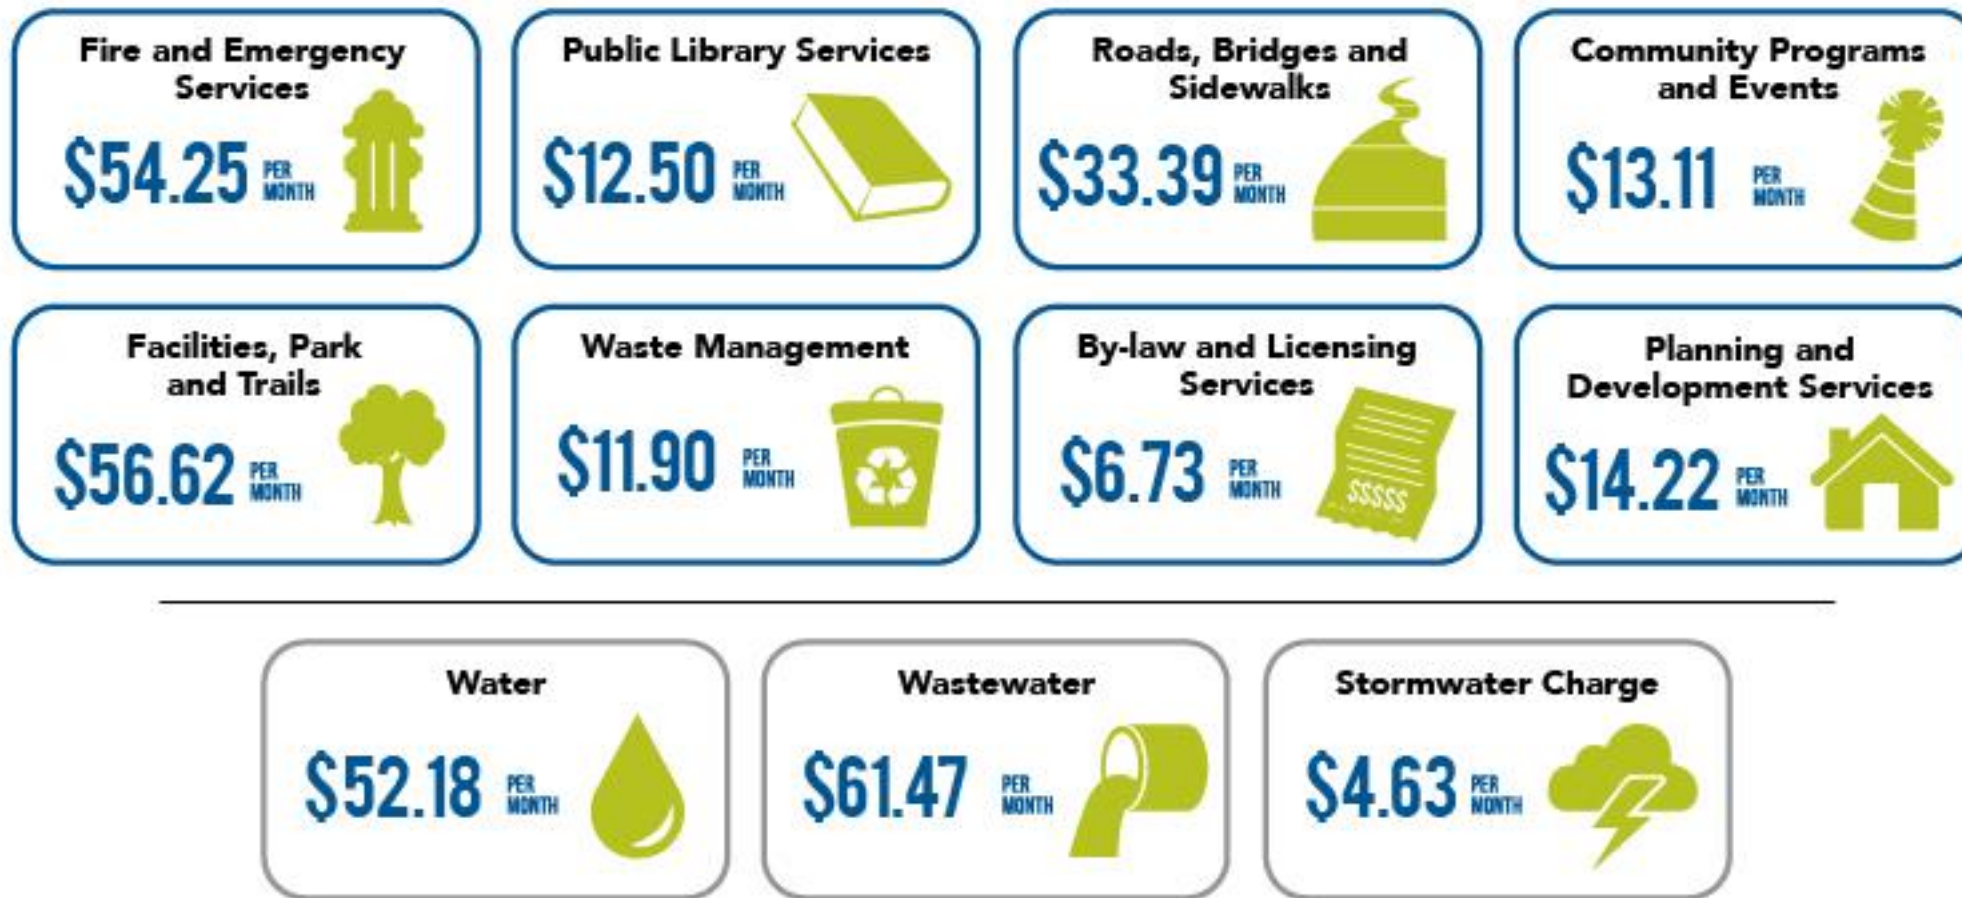 Fire and Emergency
Services
$54.25 PER
MONTH
Public Library Services
$12.50 PER
MONTH
Roads, Bridges and
Sidewalks
$33.39 PER
MONTH
Community Programs
and Events
$13.11 PER
MONTH
Facilities, Park
and Trails
$56.62 PER
MONTH
Waste Management
$11.90 PER
MONTH
By-law and Licensing
Services
$6.73 PER
MONTH
$$$$$
Planning and
Development Services
$14.22 PER
MONTH
Water
$52.18 PER
MONTH
Wastewater
$61.47 PER
MONTH
Stormwater Charge
$4.63 PER
MONTH